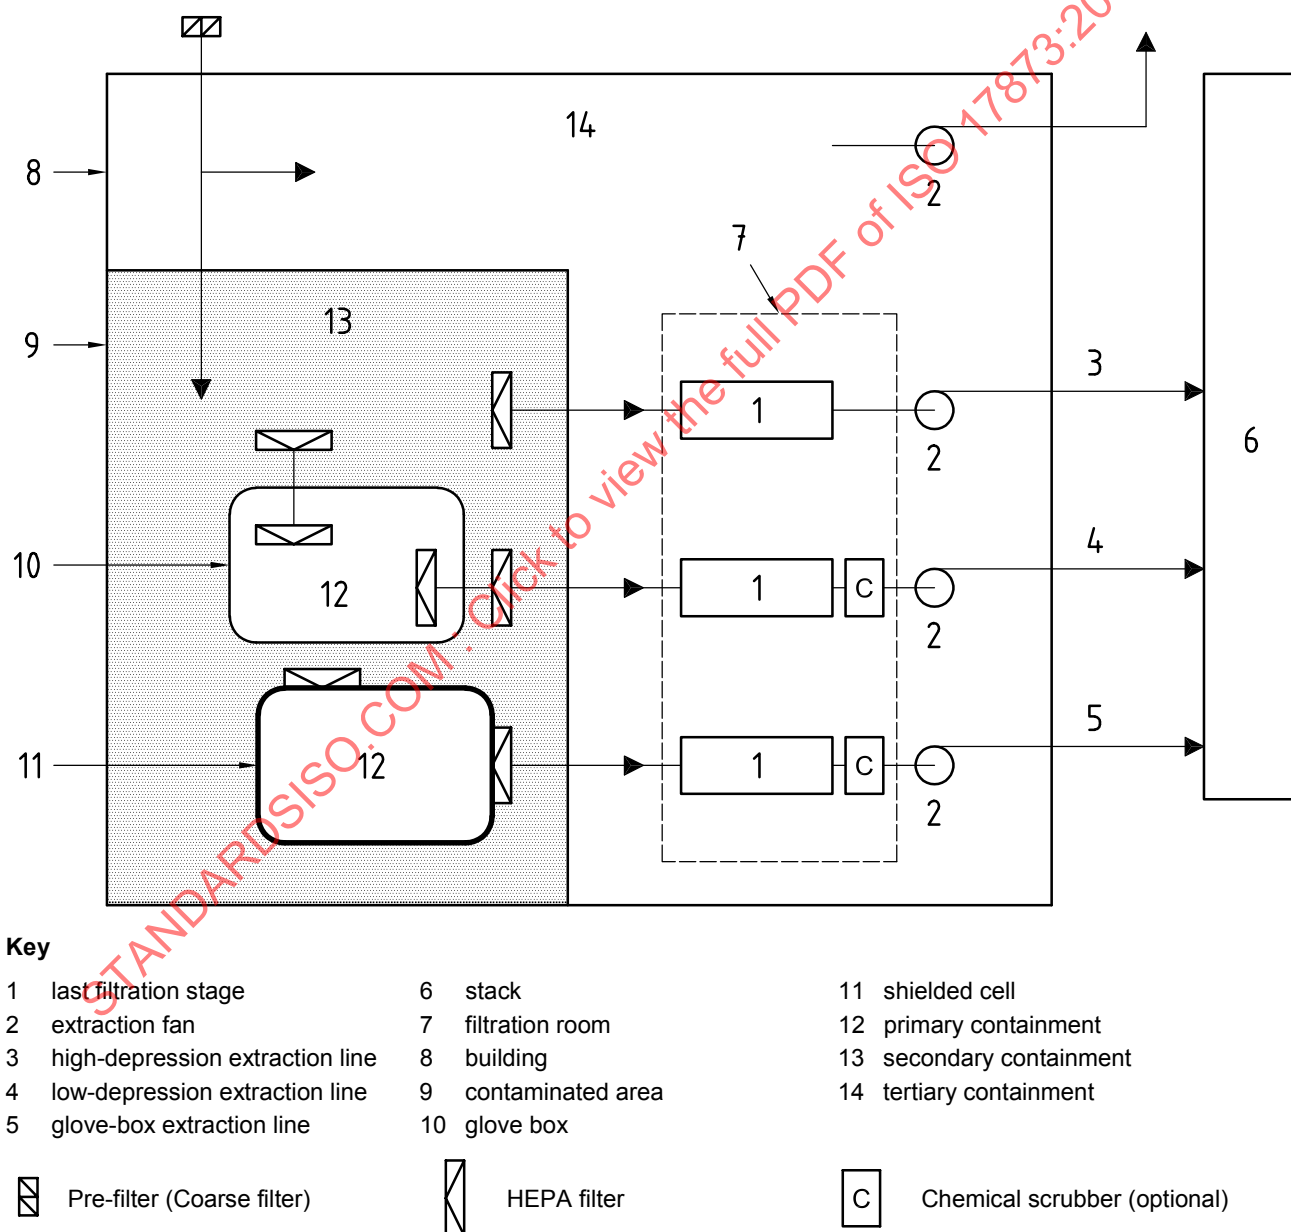 14
8
2
7
13
9
3
1
2
6
10
12
4
1
C
2
11
12
5
1
C
2
STANDARDSISO.COM : Click to view the full PDF of ISO 17873:20
Key
1 last filtration stage
2 extraction fan
3 high-depression extraction line
4 low-depression extraction line
5 glove-box extraction line
6 stack
7 filtration room
8 building
9 contaminated area
10 glove box
11 shielded cell
12 primary containment
13 secondary containment
14 tertiary containment
Pre-filter (Coarse filter)
HEPA filter
C Chemical scrubber (optional)